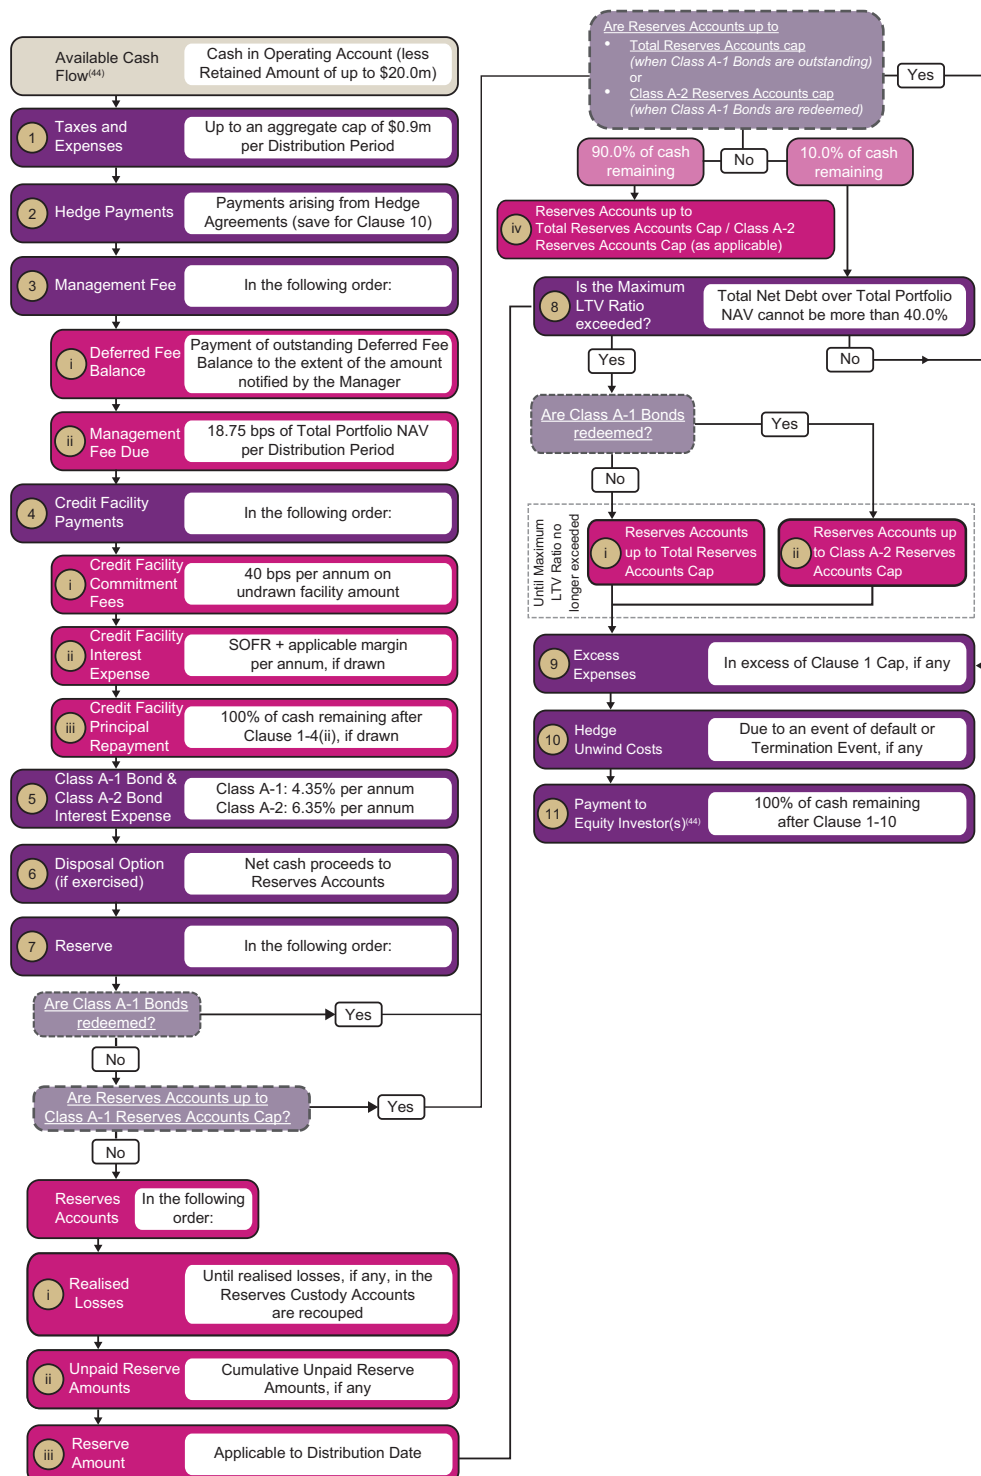 Available Cash
Flow(44)
Cash in Operating Account (less
Retained Amount of up to $20.0m)
1
Taxes and
Expenses
Up to an aggregate cap of $0.9m
per Distribution Period
2
Hedge Payments
Payments arising from Hedge
Agreements (save for Clause 10)
3
Management Fee
In the following order:
i
Deferred Fee
Balance
Payment of outstanding Deferred Fee
Balance to the extent of the amount
notified by the Manager
ii
Management
Fee Due
18.75 bps of Total Portfolio NAV
per Distribution Period
4
Credit Facility
Payments
In the following order:
i
Credit Facility
Commitment
Fees
40 bps per annum on
undrawn facility amount
ii
Credit Facility
Interest
Expense
SOFR + applicable margin
per annum, if drawn
iii
Credit Facility
Principal
Repayment
100% of cash remaining after
Clause 1-4(ii), if drawn
5
Class A-1 Bond &
Class A-2 Bond
Interest Expense
Class A-1: 4.35% per annum
Class A-2: 6.35% per annum
6
Disposal Option
(if exercised)
Net cash proceeds to
Reserves Accounts
7
Reserve
In the following order:
Are Class A-1 Bonds
redeemed?
Yes
No
Are Reserves Accounts up to
Class A-1 Reserves Accounts Cap?
Yes
No
Reserves
Accounts
In the following
order:
i
Realised
Losses
Until realised losses, if any, in the
Reserves Custody Accounts
are recouped
ii
Unpaid Reserve
Amounts
Cumulative Unpaid Reserve
Amounts, if any
iii
Reserve
Amount
Applicable to Distribution Date
Are Reserves Accounts up to
• Total Reserves Accounts cap
(when Class A-1 Bonds are outstanding)
or
• Class A-2 Reserves Accounts cap
(when Class A-1 Bonds are redeemed)
Yes
No
90.0% of cash
remaining
10.0% of cash
remaining
iv
Reserves Accounts up to
Total Reserves Accounts Cap / Class A-2
Reserves Accounts Cap (as applicable)
8
Is the Maximum
LTV Ratio
exceeded?
Total Net Debt over Total Portfolio
NAV cannot be more than 40.0%
Yes
No
Are Class A-1 Bonds
redeemed?
Yes
No
Until Maximum
LTV Ratio no
longer exceeded
i
Reserves Accounts
up to Total Reserves
Accounts Cap
ii
Reserves Accounts up
to Class A-2 Reserves
Accounts Cap
9
Excess
Expenses
In excess of Clause 1 Cap, if any
10
Hedge
Unwind Costs
Due to an event of default or
Termination Event, if any
11
Payment to
Equity Investor(s)(44)
100% of cash remaining
after Clause 1-10